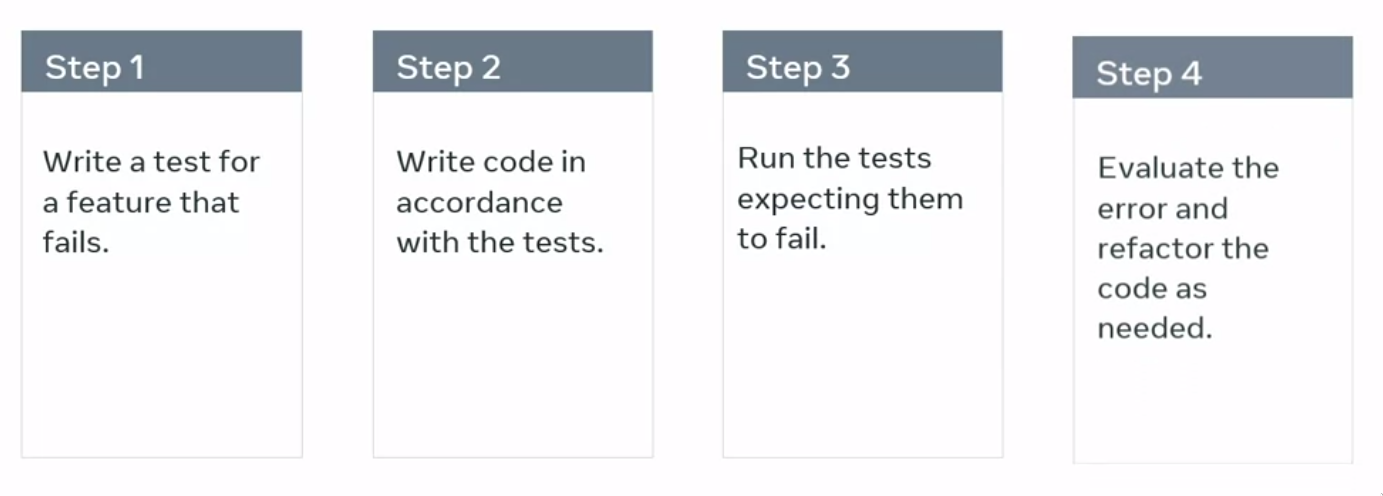 Step 1
Write a test for
a feature that
fails.
Step 2
Write code in
accordance
with the tests.
Step 3
Run the tests
expecting them
to fail.
Step 4
Evaluate the
error and
refactor the
code as
needed.